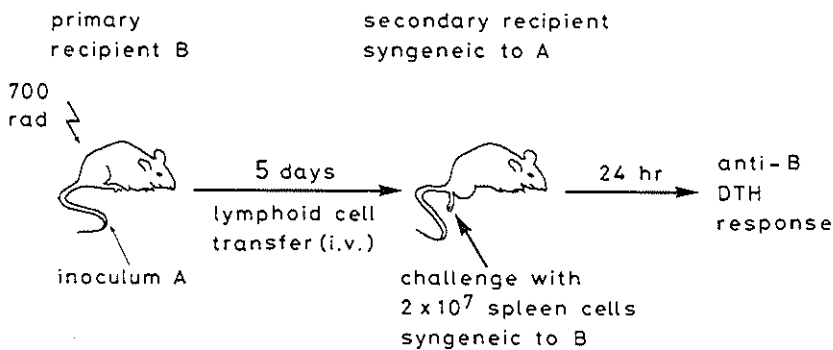 primary
recipient B
secondary recipient
syngeneic to A
700
rad
5 days
lymphoid cell
transfer (i.v.)
24 hr
anti-B
DTH
response
inoculum A
challenge with
2 x 10⁷ spleen cells
syngeneic to B